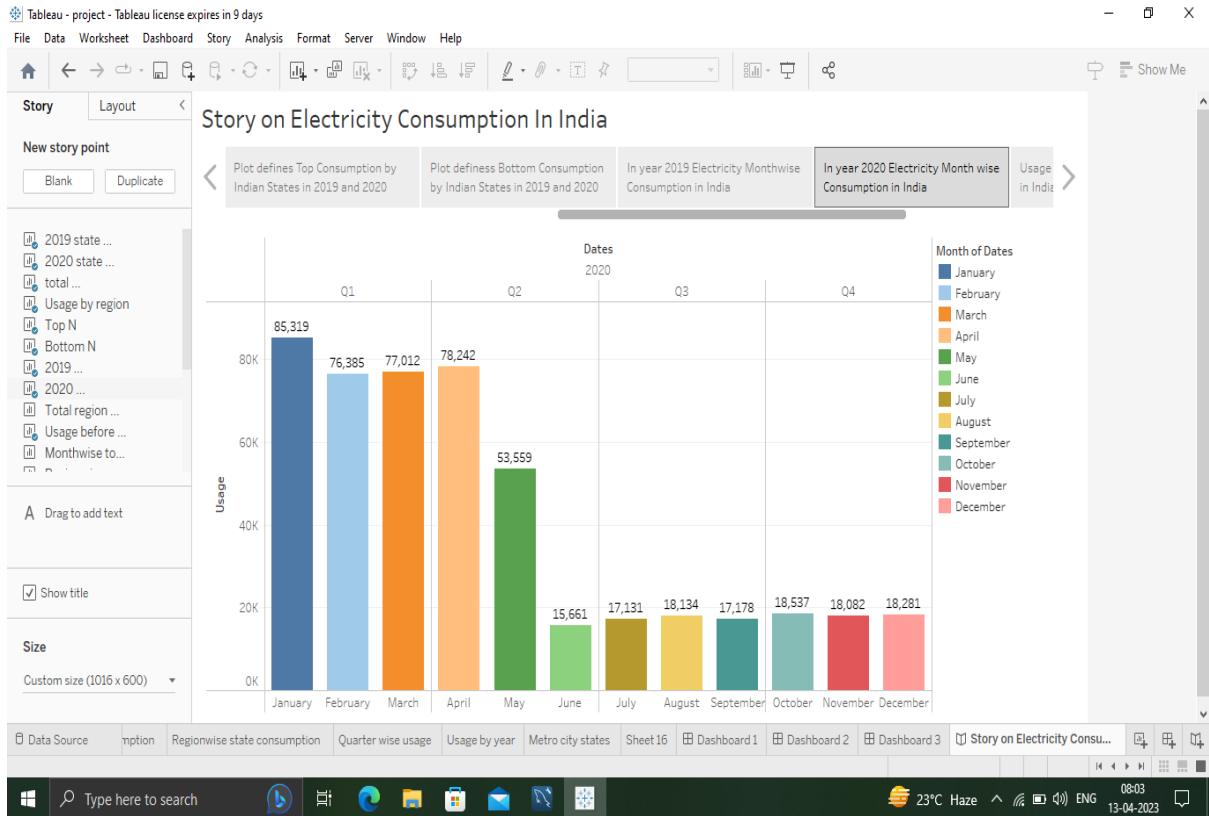 Tableau - project - Tableau license expires in 9 days
File Data Worksheet Dashboard Story Analysis Format Server Window Help
Show Me
Story Layout
New story point
Blank Duplicate
2019 state ...
2020 state ...
total ...
Usage by region
Top N
Bottom N
2019 ...
2020 ...
Total region ...
Usage before ...
Monthwise to...
A Drag to add text
Show title
Size
Custom size (1016 x 600)
Story on Electricity Consumption In India
Plot defines Top Consumption by
Indian States in 2019 and 2020
Plot definess Bottom Consumption
by Indian States in 2019 and 2020
In year 2019 Electricity Monthwise
Consumption in India
In year 2020 Electricity Month wise
Consumption in India
Usage
in India
Dates
2020
Q1 Q2 Q3 Q4
Usage
80K
60K
40K
20K
0K
85,319
76,385
77,012
78,242
53,559
15,661
17,131
18,134
17,178
18,537
18,082
18,281
January February March April May June July August September October November December
Month of Dates
January
February
March
April
May
June
July
August
September
October
November
December
Data Source mption Regionwise state consumption Quarter wise usage Usage by year Metro city states Sheet 16 Dashboard 1 Dashboard 2 Dashboard 3 Story on Electricity Consu...
Type here to search
23°C Haze ENG
08:03
13-04-2023